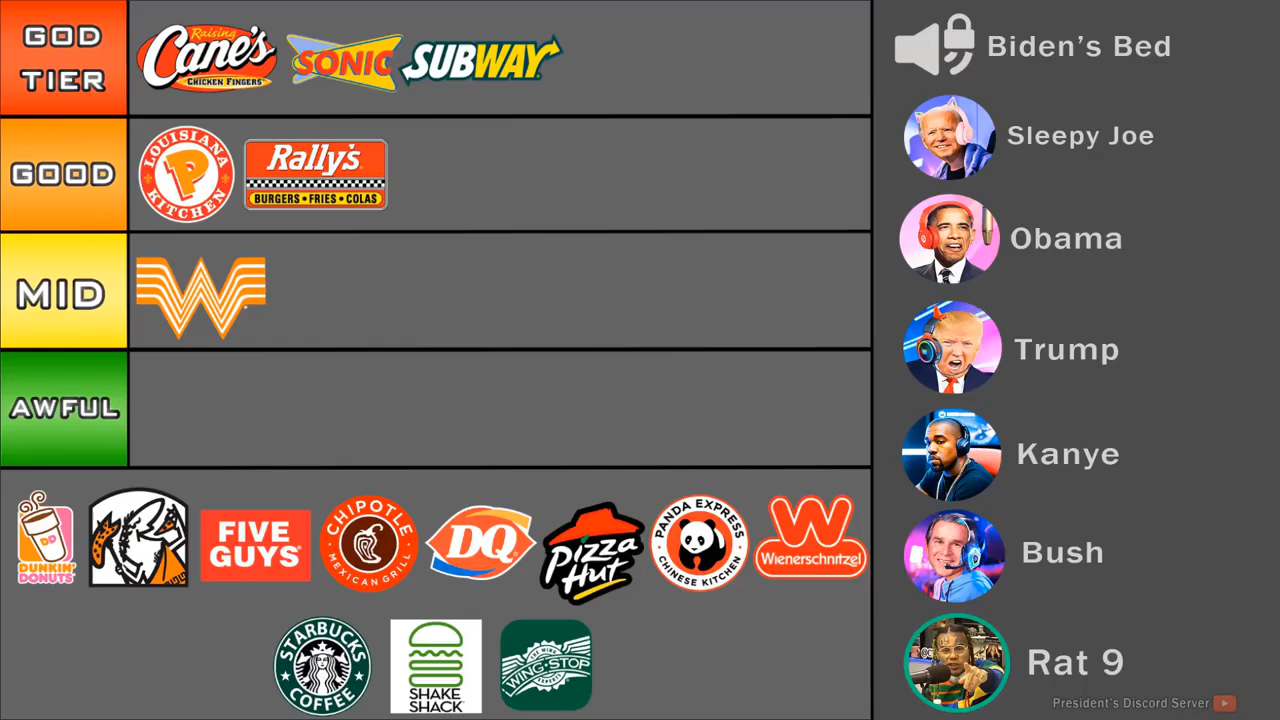 GOD
TIER
Raising
Cane's
CHICKEN FINGERS
SONIC
SUBWAY
GOOD
LOUISIANA
P
KITCHEN
Rally's
BURGERS • FRIES • COLAS
MID
W
AWFUL
DD
DUNKIN'
DONUTS
FIVE
GUYS
CHIPOTLE
MEXICAN GRILL
DQ
Pizza
Hut
PANDA EXPRESS
CHINESE KITCHEN
W
Wienerschnitzel
STARBUCKS
COFFEE
SHAKE
SHACK
WING•STOP
Biden's Bed
Sleepy Joe
Obama
Trump
Kanye
Bush
Rat 9
President's Discord Server